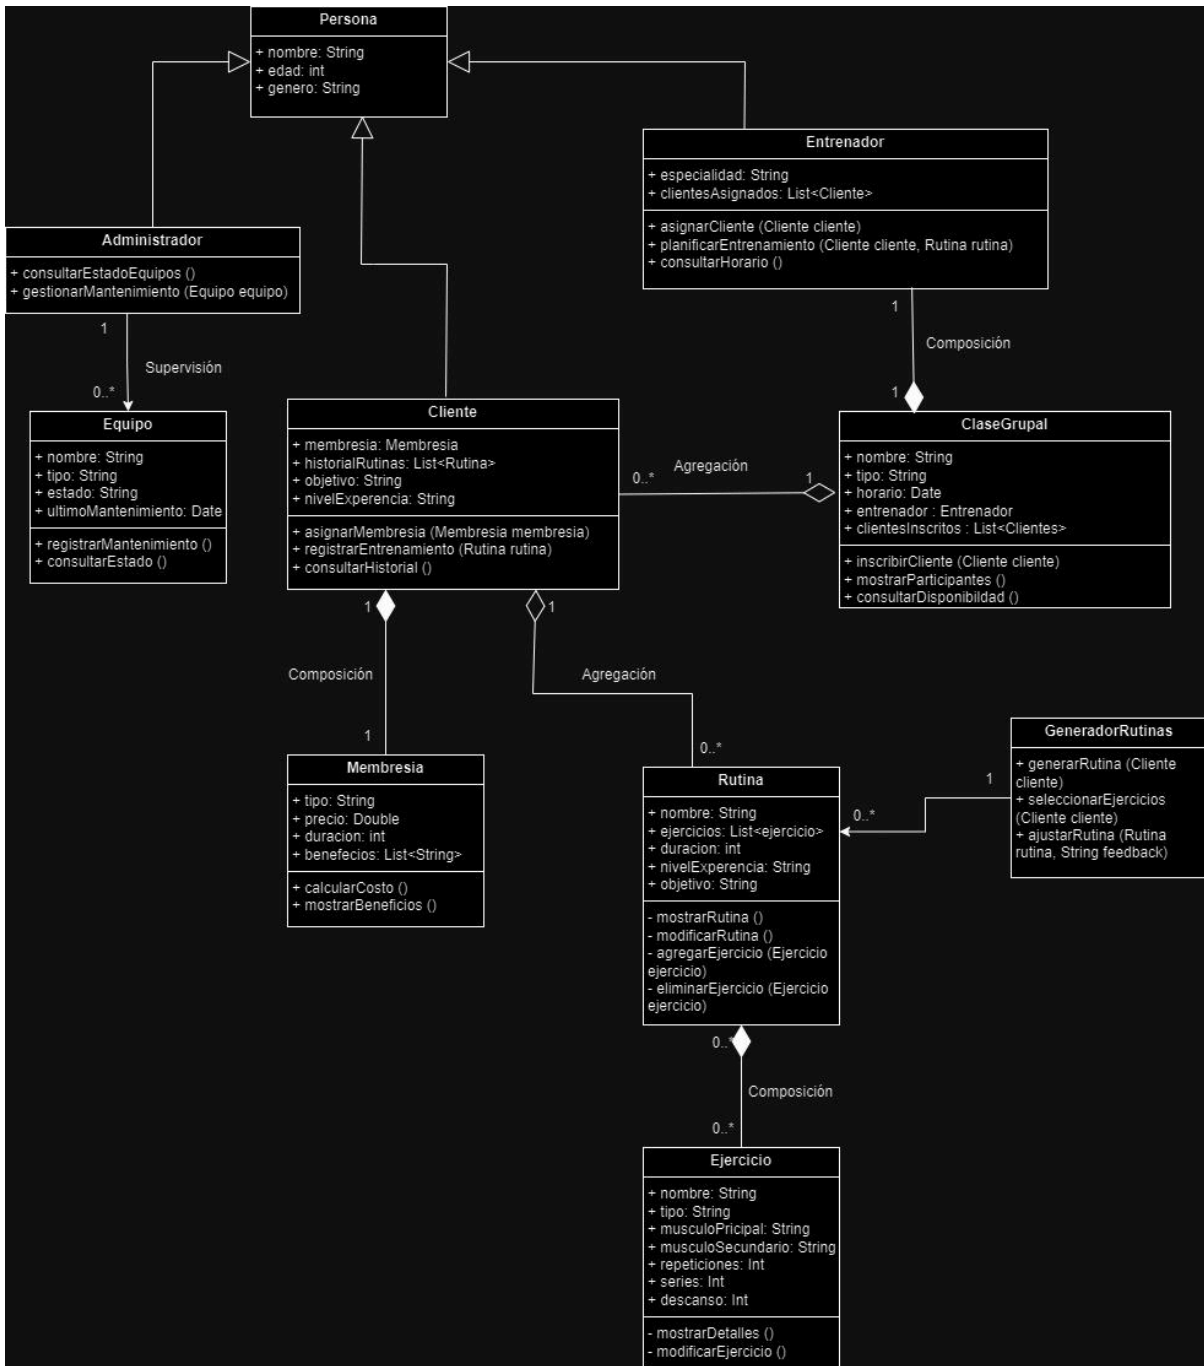 Persona
+ nombre: String
+ edad: int
+ genero: String
Entrenador
+ especialidad: String
+ clientesAsignados: List<Cliente>
+ asignarCliente (Cliente cliente)
+ planificarEntrenamiento (Cliente cliente, Rutina rutina)
+ consultarHorario ()
Administrador
+ consultarEstadoEquipos ()
+ gestionarMantenimiento (Equipo equipo)
1
Supervisión
0..*
1
Composición
1
Equipo
+ nombre: String
+ tipo: String
+ estado: String
+ ultimoMantenimiento: Date
+ registrarMantenimiento ()
+ consultarEstado ()
Cliente
+ membresia: Membresia
+ historialRutinas: List<Rutina>
+ objetivo: String
+ nivelExperencia: String
+ asignarMembresia (Membresia membresia)
+ registrarEntrenamiento (Rutina rutina)
+ consultarHistorial ()
Agregación
0..*
1
ClaseGrupal
+ nombre: String
+ tipo: String
+ horario: Date
+ entrenador : Entrenador
+ clientesInscritos : List<Clientes>
+ inscribirCliente (Cliente cliente)
+ mostrarParticipantes ()
+ consultarDisponibildad ()
1
Composición
1
1
Agregación
0..*
Membresia
+ tipo: String
+ precio: Double
+ duracion: int
+ benefecios: List<String>
+ calcularCosto ()
+ mostrarBeneficios ()
Rutina
+ nombre: String
+ ejercicios: List<ejercicio>
+ duracion: int
+ nivelExperencia: String
+ objetivo: String
- mostrarRutina ()
- modificarRutina ()
- agregarEjercicio (Ejercicio
ejercicio)
- eliminarEjercicio (Ejercicio
ejercicio)
0..*
1
GeneradorRutinas
+ generarRutina (Cliente
cliente)
+ seleccionarEjercicios
(Cliente cliente)
+ ajustarRutina (Rutina
rutina, String feedback)
0..*
Composición
0..*
Ejercicio
+ nombre: String
+ tipo: String
+ musculoPricipal: String
+ musculoSecundario: String
+ repeticiones: Int
+ series: Int
+ descanso: Int
- mostrarDetalles ()
- modificarEjercicio ()